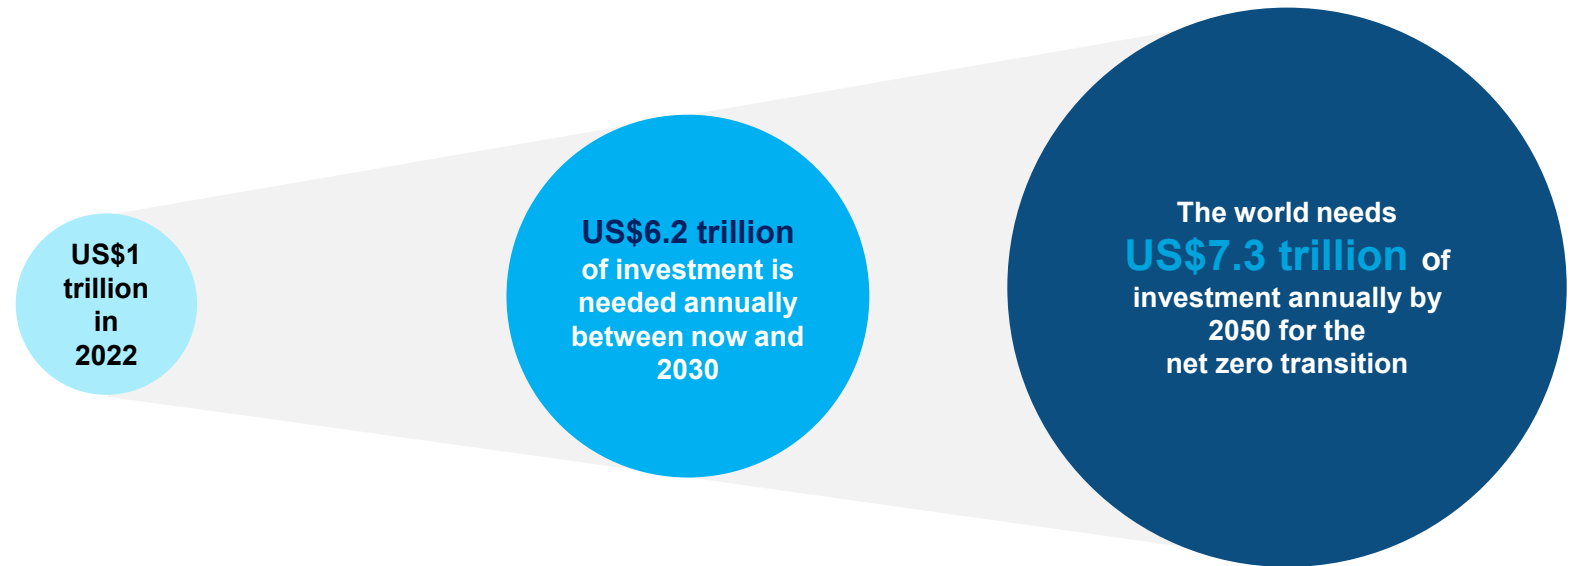 US$1
trillion
in
2022
US$6.2 trillion
of investment is
needed annually
between now and
2030
The world needs
US$7.3 trillion of
investment annually by
2050 for the
net zero transition